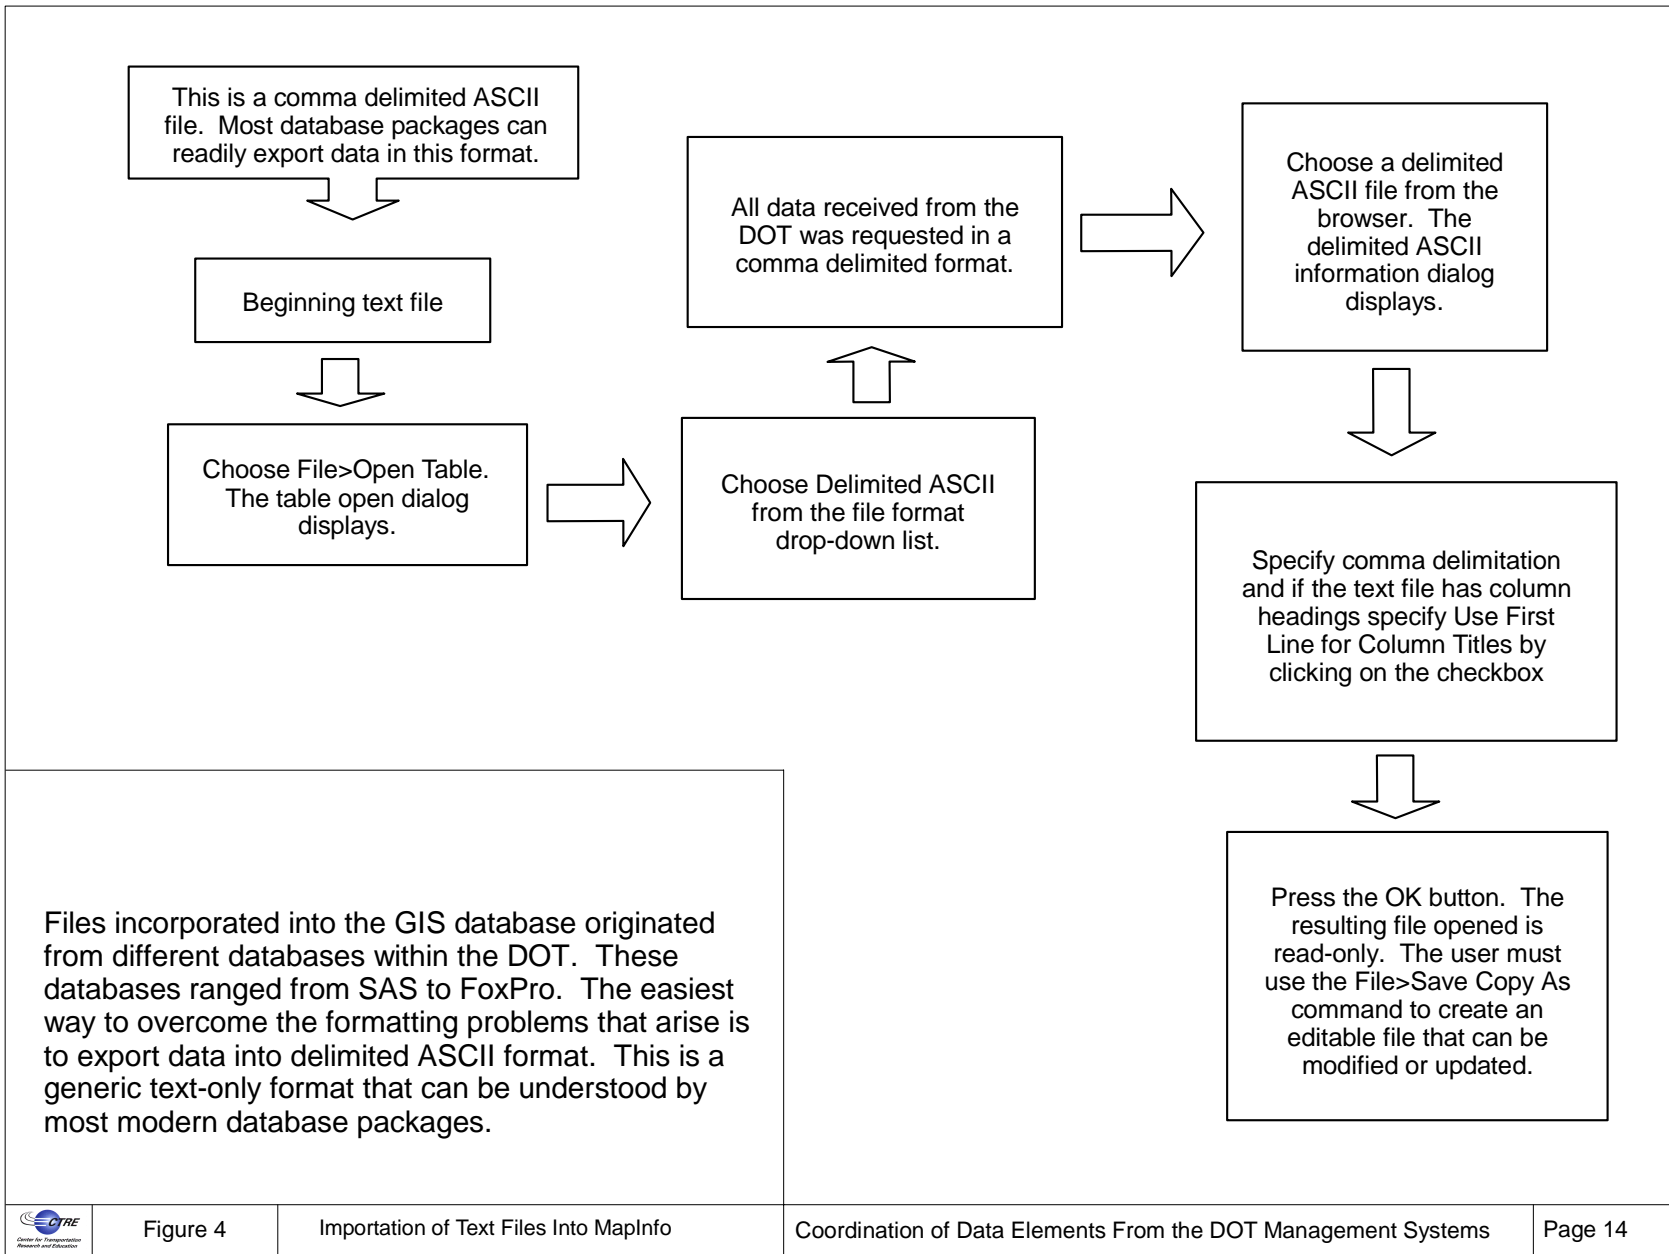 This is a comma delimited ASCII
file. Most database packages can
readily export data in this format.
Beginning text file
Choose File>Open Table.
The table open dialog
displays.
Choose Delimited ASCII
from the file format
drop-down list.
All data received from the
DOT was requested in a
comma delimited format.
Choose a delimited
ASCII file from the
browser. The
delimited ASCII
information dialog
displays.
Specify comma delimitation
and if the text file has column
headings specify Use First
Line for Column Titles by
clicking on the checkbox
Press the OK button. The
resulting file opened is
read-only. The user must
use the File>Save Copy As
command to create an
editable file that can be
modified or updated.
Files incorporated into the GIS database originated
from different databases within the DOT. These
databases ranged from SAS to FoxPro. The easiest
way to overcome the formatting problems that arise is
to export data into delimited ASCII format. This is a
generic text-only format that can be understood by
most modern database packages.
CTRE
Center for Transportation
Research and Education
Figure 4
Importation of Text Files Into MapInfo
Coordination of Data Elements From the DOT Management Systems
Page 14